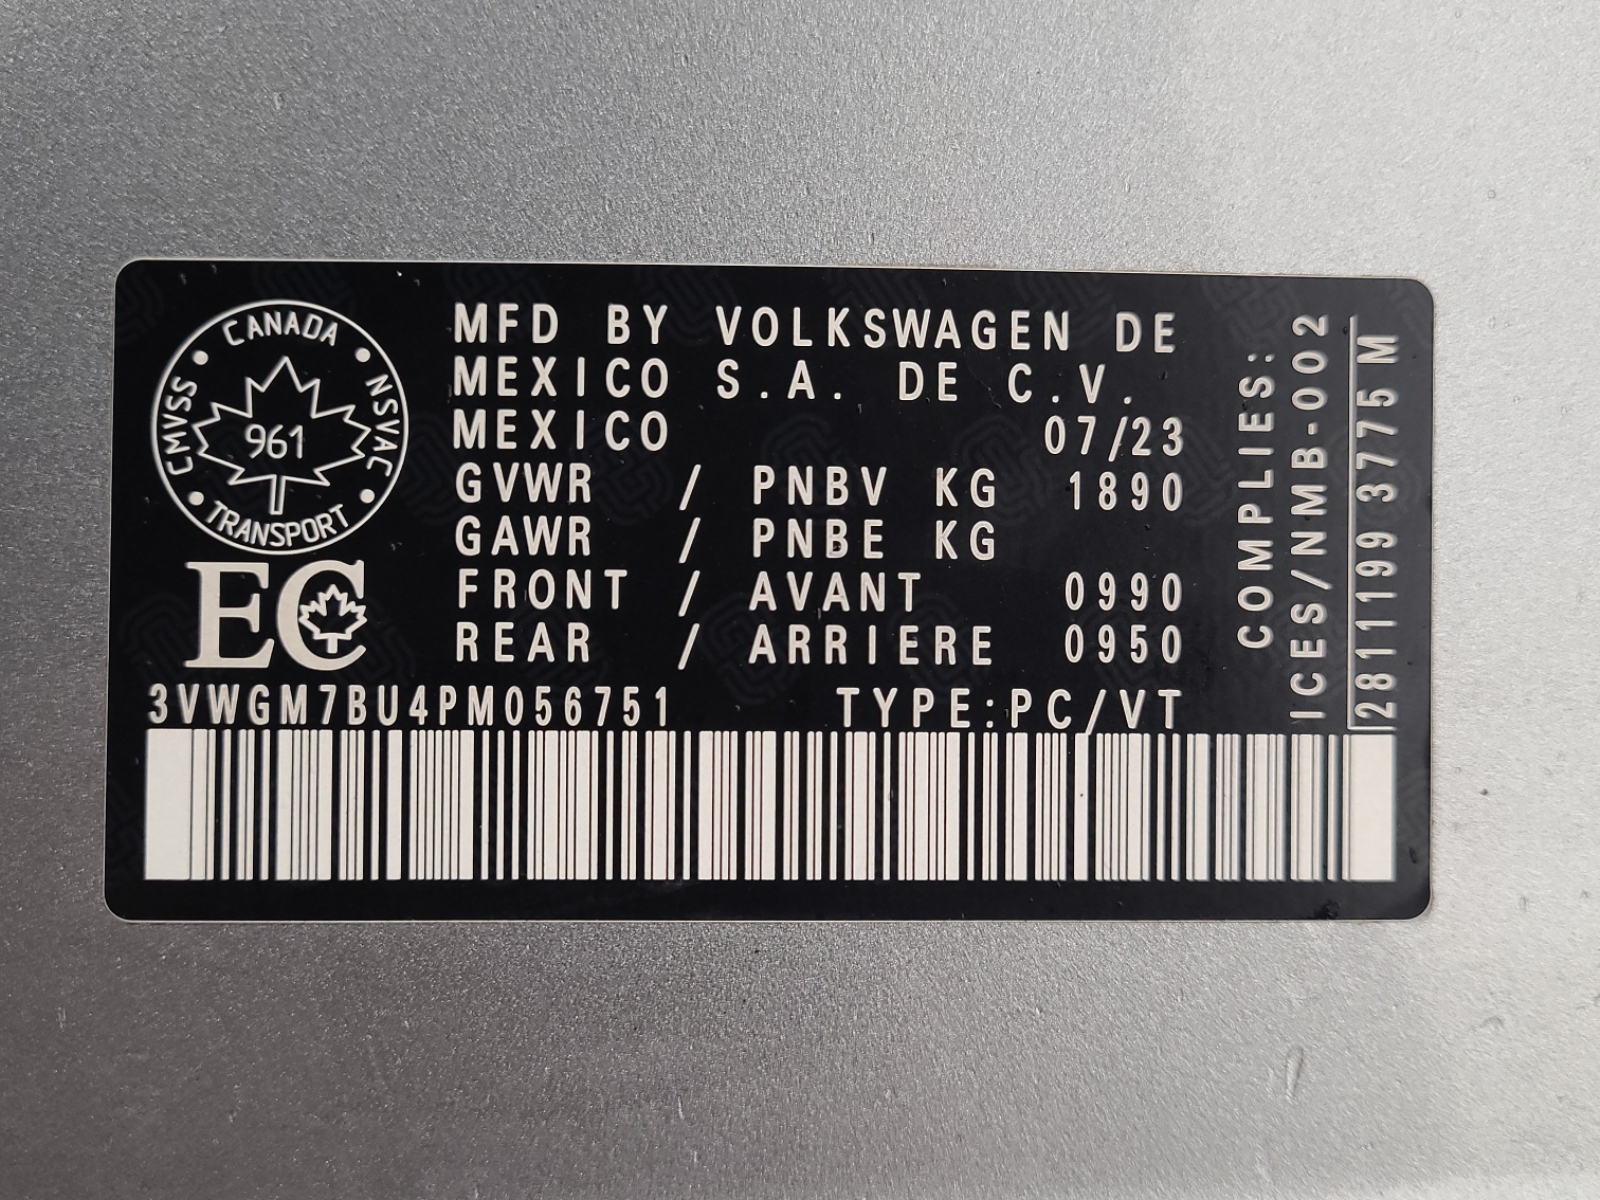 CANADA
CMVSS
NSVAC
961
TRANSPORT
EC
MFD BY VOLKSWAGEN DE
MEXICO S.A. DE C.V.
MEXICO 07/23
GVWR / PNBV KG 1890
GAWR / PNBE KG
FRONT / AVANT 0990
REAR / ARRIERE 0950
3VWGM7BU4PM056751 TYPE:PC/VT
COMPLIES:
ICES/NMB-002
2811199 3775 M